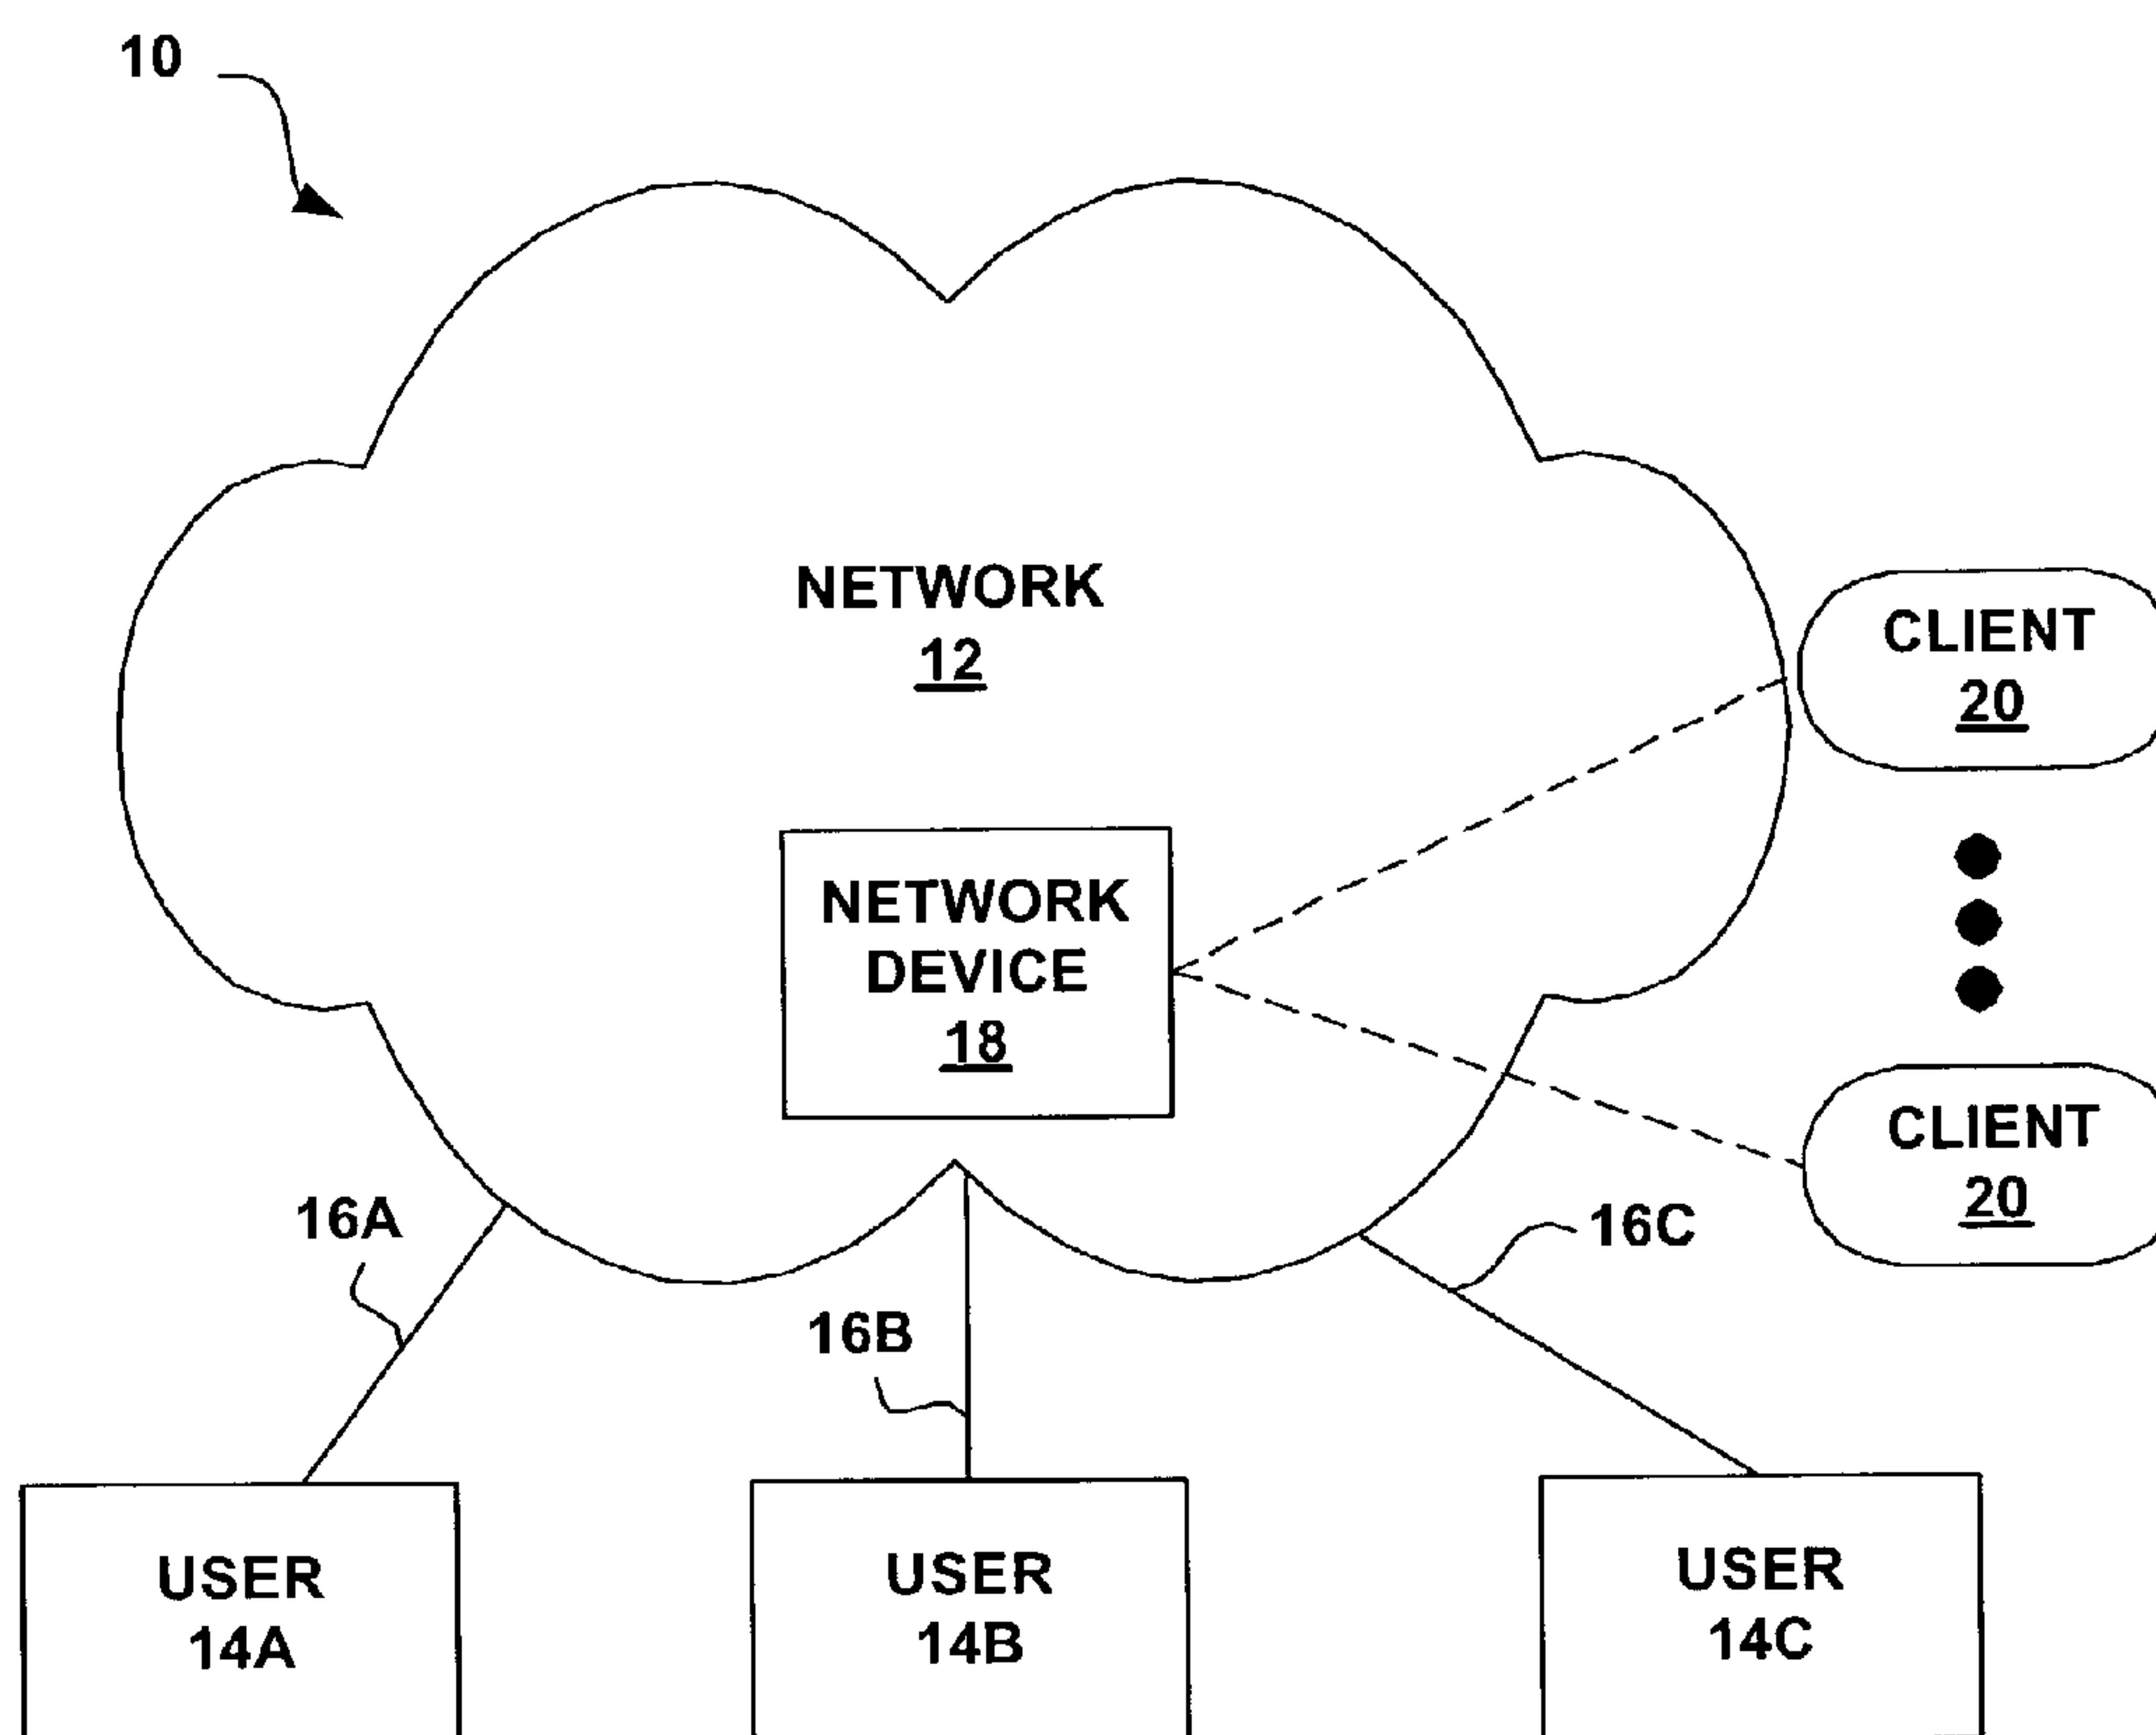 10
NETWORK
12
CLIENT
20
NETWORK
DEVICE
18
CLIENT
20
16A
16C
16B
USER
14A
USER
14B
USER
14C